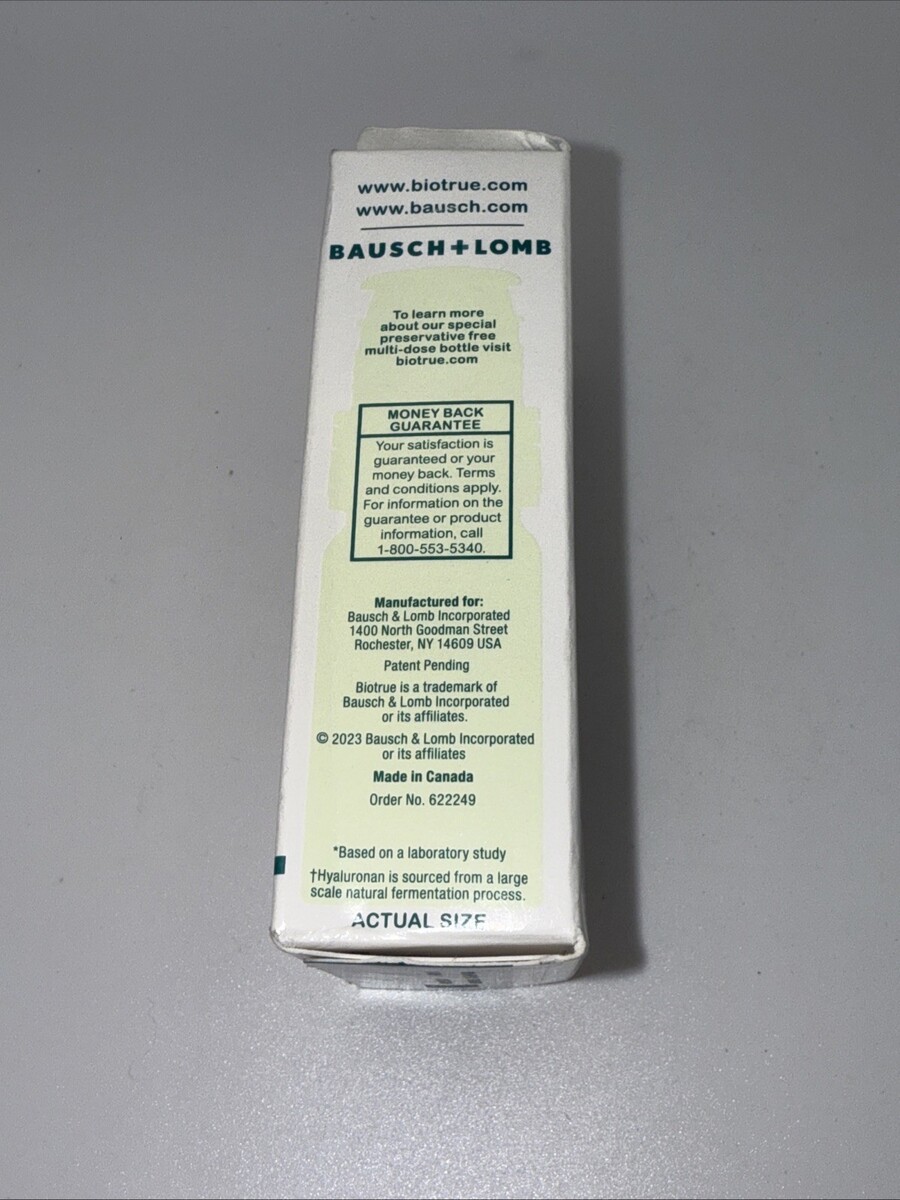 www.biotrue.com
www.bausch.com
BAUSCH+LOMB
To learn more
about our special
preservative free
multi-dose bottle visit
biotrue.com
MONEY BACK
GUARANTEE
Your satisfaction is
guaranteed or your
money back. Terms
and conditions apply.
For information on the
guarantee or product
information, call
1-800-553-5340.
Manufactured for:
Bausch & Lomb Incorporated
1400 North Goodman Street
Rochester, NY 14609 USA
Patent Pending
Biotrue is a trademark of
Bausch & Lomb Incorporated
or its affiliates.
© 2023 Bausch & Lomb Incorporated
or its affiliates
Made in Canada
Order No. 622249
*Based on a laboratory study
†Hyaluronan is sourced from a large
scale natural fermentation process.
ACTUAL SIZE